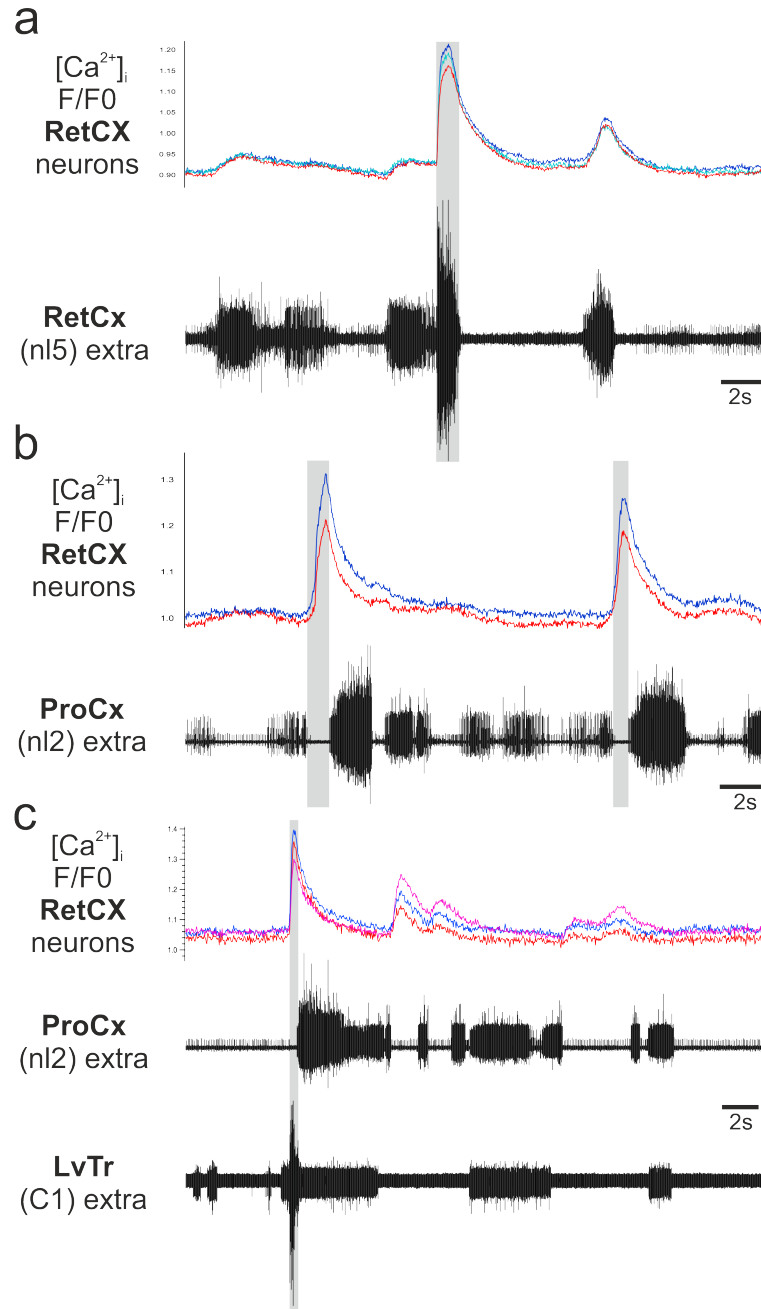 a
[Ca²⁺]ᵢ
F/F0
RetCX
neurons
1.20
1.15
1.10
1.05
1.00
0.95
0.90
RetCx
(nl5) extra
2s
b
[Ca²⁺]ᵢ
F/F0
RetCX
neurons
1.3
1.2
1.1
1.0
ProCx
(nl2) extra
2s
c
[Ca²⁺]ᵢ
F/F0
RetCX
neurons
1.4
1.3
1.2
1.1
1.0
ProCx
(nl2) extra
2s
LvTr
(C1) extra